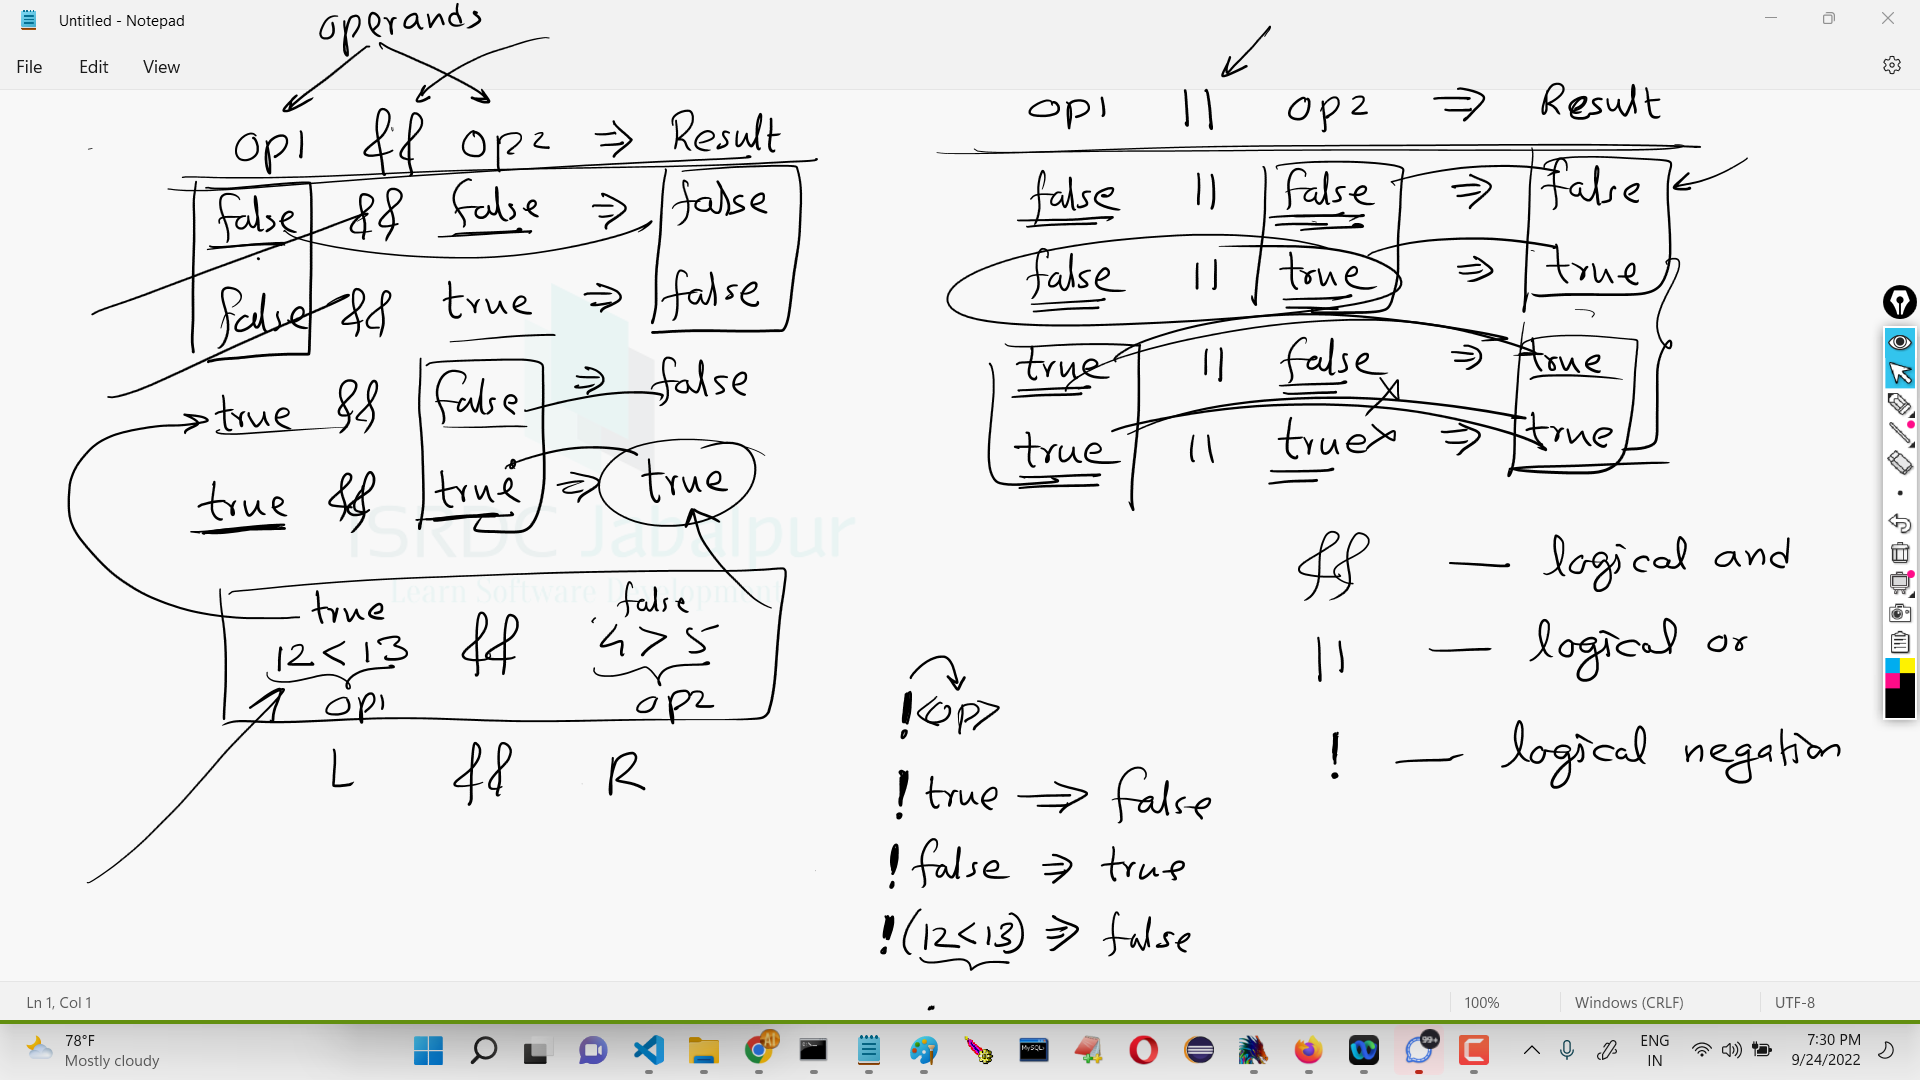 Untitled - Notepad
File Edit View
operands
op1 && op2 ⇒ Result
false && false ⇒ false
false && true ⇒ false
true && false ⇒ false
true && true ⇒ true
ISRDC Jabalpur
Learn Software Development
true false
12<13 && 4>5
op1 op2
L && R
op1 || op2 ⇒ Result
false || false ⇒ false
false || true ⇒ true
true || false ⇒ true
true || true ⇒ true
&& — logical and
|| — logical or
! — logical negation
!<op>
!true ⇒ false
!false ⇒ true
!(12<13) ⇒ false
Ln 1, Col 1 100% Windows (CRLF) UTF-8
78°F
Mostly cloudy
AI
MySQL
99+
ENG
IN
7:30 PM
9/24/2022